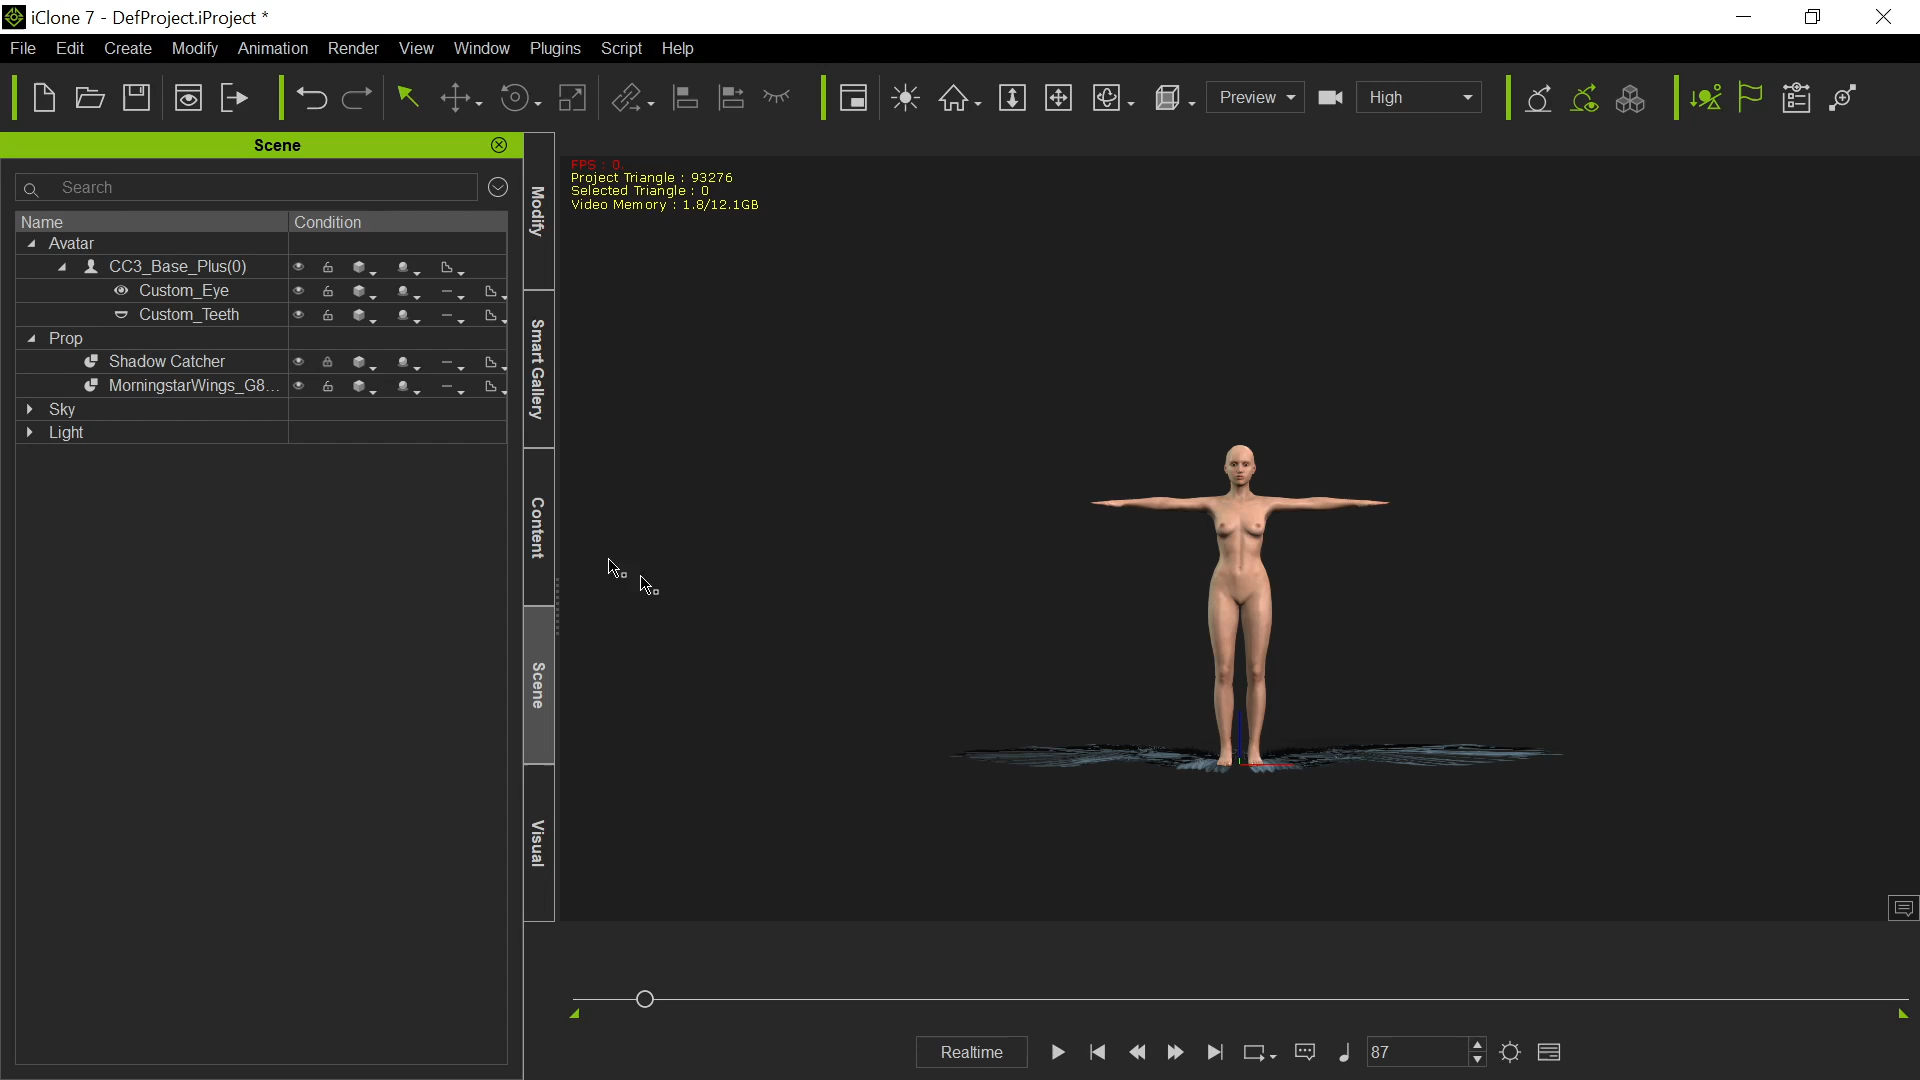 iClone 7 - DefProject.iProject *
File Edit Create Modify Animation Render View Window Plugins Script Help
Preview High
Scene
Search
Name Condition
Avatar
CC3_Base_Plus(0)
Custom_Eye
Custom_Teeth
Prop
Shadow Catcher
MorningstarWings_G8...
Sky
Light
Modify
Smart Gallery
Content
Scene
Visual
FPS : 0.
Project Triangle : 93276
Selected Triangle : 0
Video Memory : 1.8/12.1GB
Realtime 87